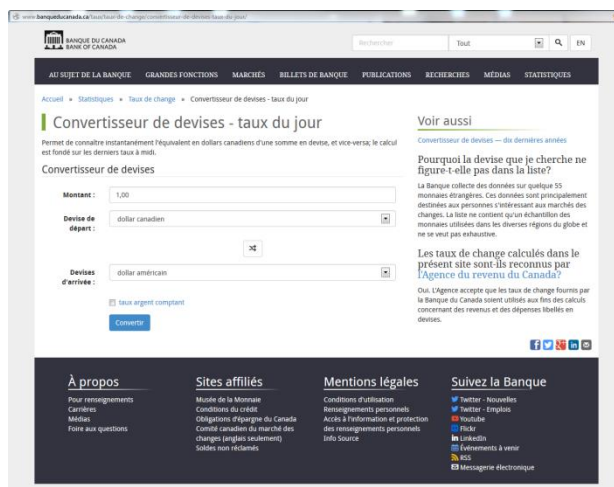 www.banqueducanada.ca/taux/taux-de-change/convertisseur-de-devises-taux-du-jour/
BANQUE DU CANADA
BANK OF CANADA
Rechercher
Tout
EN
AU SUJET DE LA BANQUE GRANDES FONCTIONS MARCHÉS BILLETS DE BANQUE PUBLICATIONS RECHERCHES MÉDIAS STATISTIQUES
Accueil » Statistiques » Taux de change » Convertisseur de devises - taux du jour
Convertisseur de devises - taux du jour
Permet de connaître instantanément l'équivalent en dollars canadiens d'une somme en devise, et vice-versa; le calcul
est fondé sur les derniers taux à midi.
Convertisseur de devises
Montant : 1,00
Devise de
départ : dollar canadien
Devises
d'arrivée : dollar américain
taux argent comptant
Convertir
Voir aussi
Convertisseur de devises — dix dernières années
Pourquoi la devise que je cherche ne
figure-t-elle pas dans la liste?
La Banque collecte des données sur quelque 55
monnaies étrangères. Ces données sont principalement
destinées aux personnes s'intéressant aux marchés des
changes. La liste ne contient qu'un échantillon des
monnaies utilisées dans les diverses régions du globe et
ne se veut pas exhaustive.
Les taux de change calculés dans le
présent site sont-ils reconnus par
l'Agence du revenu du Canada?
Oui. L'Agence accepte que les taux de change fournis par
la Banque du Canada soient utilisés aux fins des calculs
concernant des revenus et des dépenses libellés en
devises.
À propos
Pour renseignements
Carrières
Médias
Foire aux questions
Sites affiliés
Musée de la Monnaie
Conditions du crédit
Obligations d'épargne du Canada
Comité canadien du marché des
changes (anglais seulement)
Soldes non réclamés
Mentions légales
Conditions d'utilisation
Renseignements personnels
Accès à l'information et protection
des renseignements personnels
Info Source
Suivez la Banque
Twitter - Nouvelles
Twitter - Emplois
Youtube
Flickr
LinkedIn
Événements à venir
RSS
Messagerie électronique